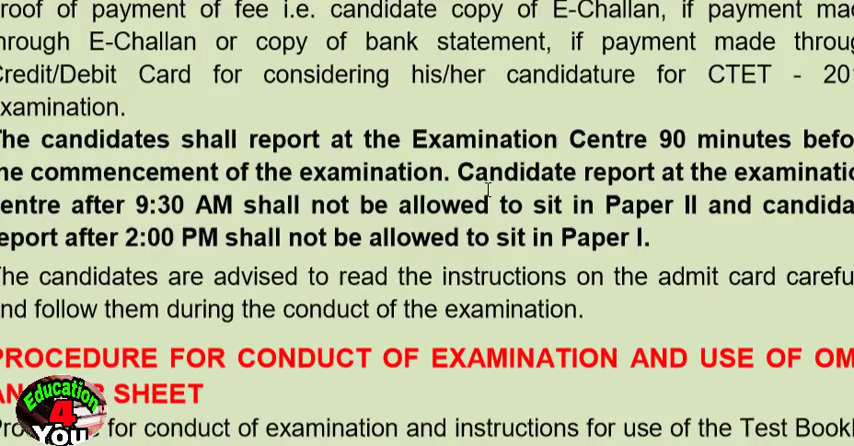 roof of payment of fee i.e. candidate copy of E-Challan, if payment mad
hrough E-Challan or copy of bank statement, if payment made throug
Credit/Debit Card for considering his/her candidature for CTET - 201
xamination.
The candidates shall report at the Examination Centre 90 minutes befo
he commencement of the examination. Candidate report at the examinatio
entre after 9:30 AM shall not be allowed to sit in Paper II and candida
eport after 2:00 PM shall not be allowed to sit in Paper I.
The candidates are advised to read the instructions on the admit card carefu
nd follow them during the conduct of the examination.
PROCEDURE FOR CONDUCT OF EXAMINATION AND USE OF OM
SHEET
for conduct of examination and instructions for use of the Test Bookl
Education
4
You